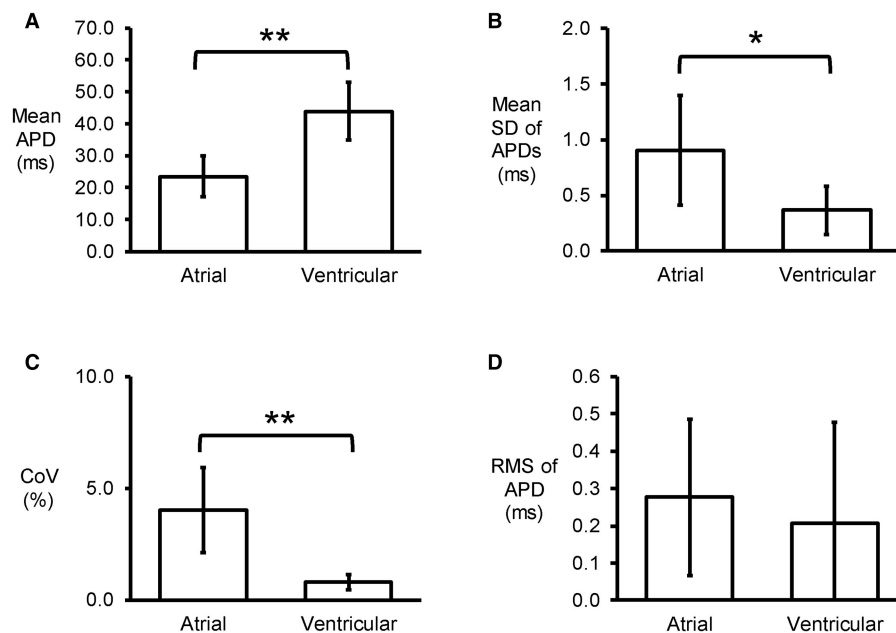 A
70.0
60.0
50.0
40.0
30.0
20.0
10.0
0.0
Mean
APD
(ms)
**
Atrial Ventricular
B
2.0
1.5
1.0
0.5
0.0
Mean
SD of
APDs
(ms)
*
Atrial Ventricular
C
10.0
5.0
0.0
CoV
(%)
**
Atrial Ventricular
D
0.6
0.5
0.4
0.3
0.2
0.1
0.0
RMS of
APD
(ms)
Atrial Ventricular